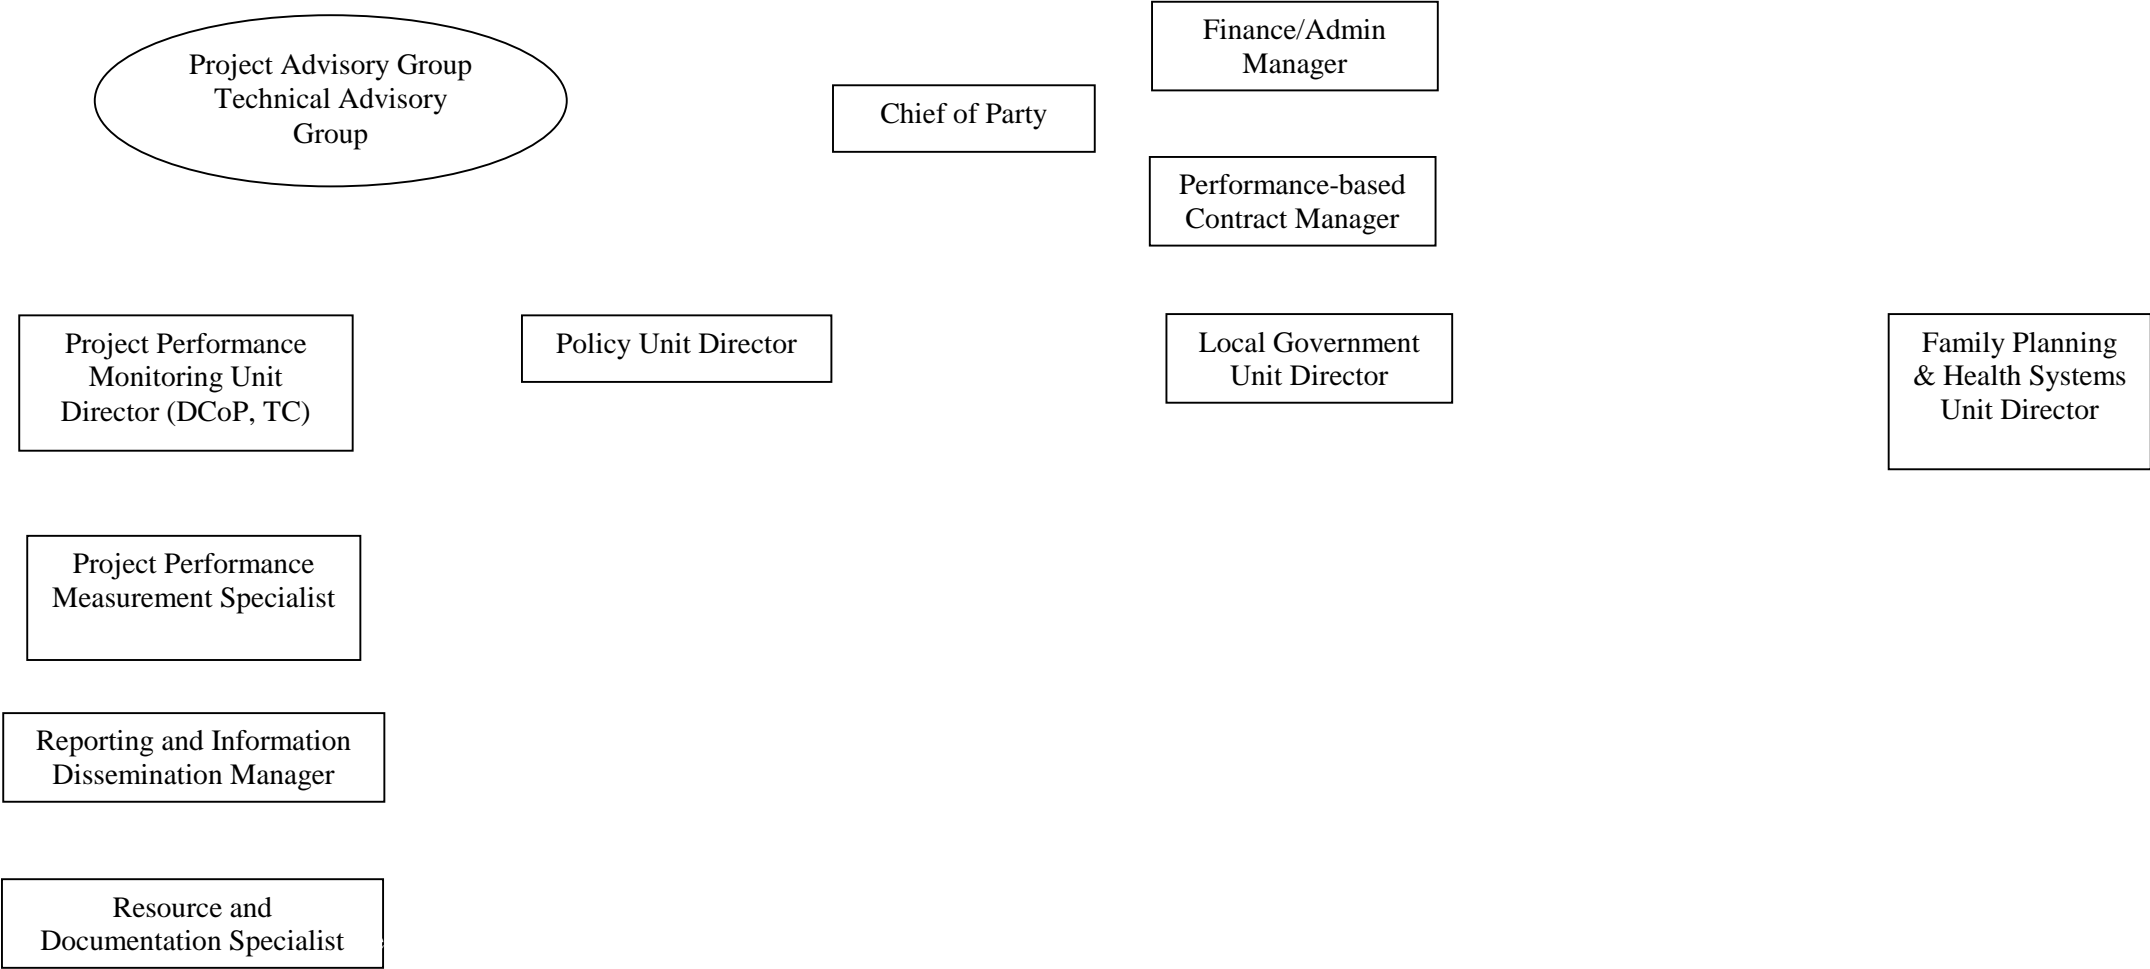 Project Advisory Group
Technical Advisory
Group
Chief of Party
Finance/Admin
Manager
Performance-based
Contract Manager
Project Performance
Monitoring Unit
Director (DCoP, TC)
Policy Unit Director
Local Government
Unit Director
Family Planning
& Health Systems
Unit Director
Project Performance
Measurement Specialist
Reporting and Information
Dissemination Manager
Resource and
Documentation Specialist